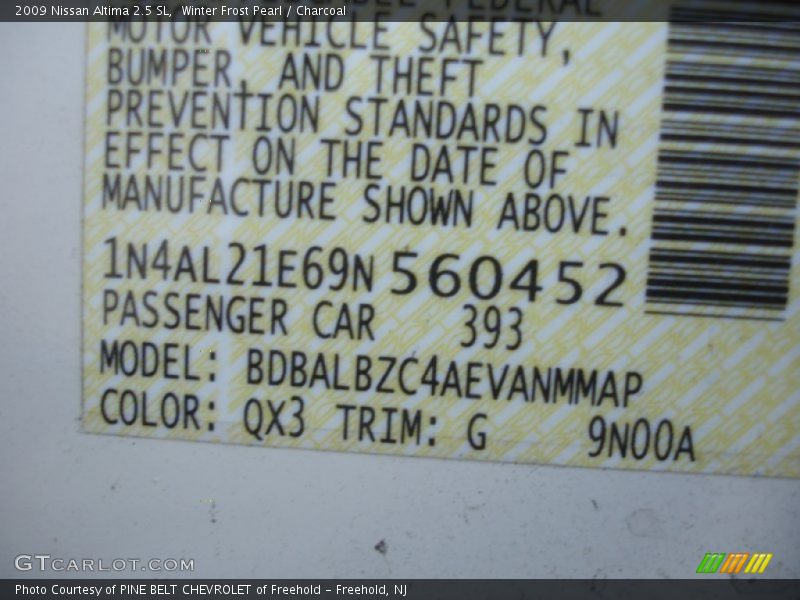 2009 Nissan Altima 2.5 SL, Winter Frost Pearl / Charcoal
FEDERAL
MOTOR VEHICLE SAFETY,
BUMPER, AND THEFT
PREVENTION STANDARDS IN
EFFECT ON THE DATE OF
MANUFACTURE SHOWN ABOVE.
1N4AL21E69N560452
PASSENGER CAR 393
MODEL: BDBALBZC4AEVANMMAP
COLOR: QX3 TRIM: G 9N00A
GTCARLOT.COM
Photo Courtesy of PINE BELT CHEVROLET of Freehold - Freehold, NJ